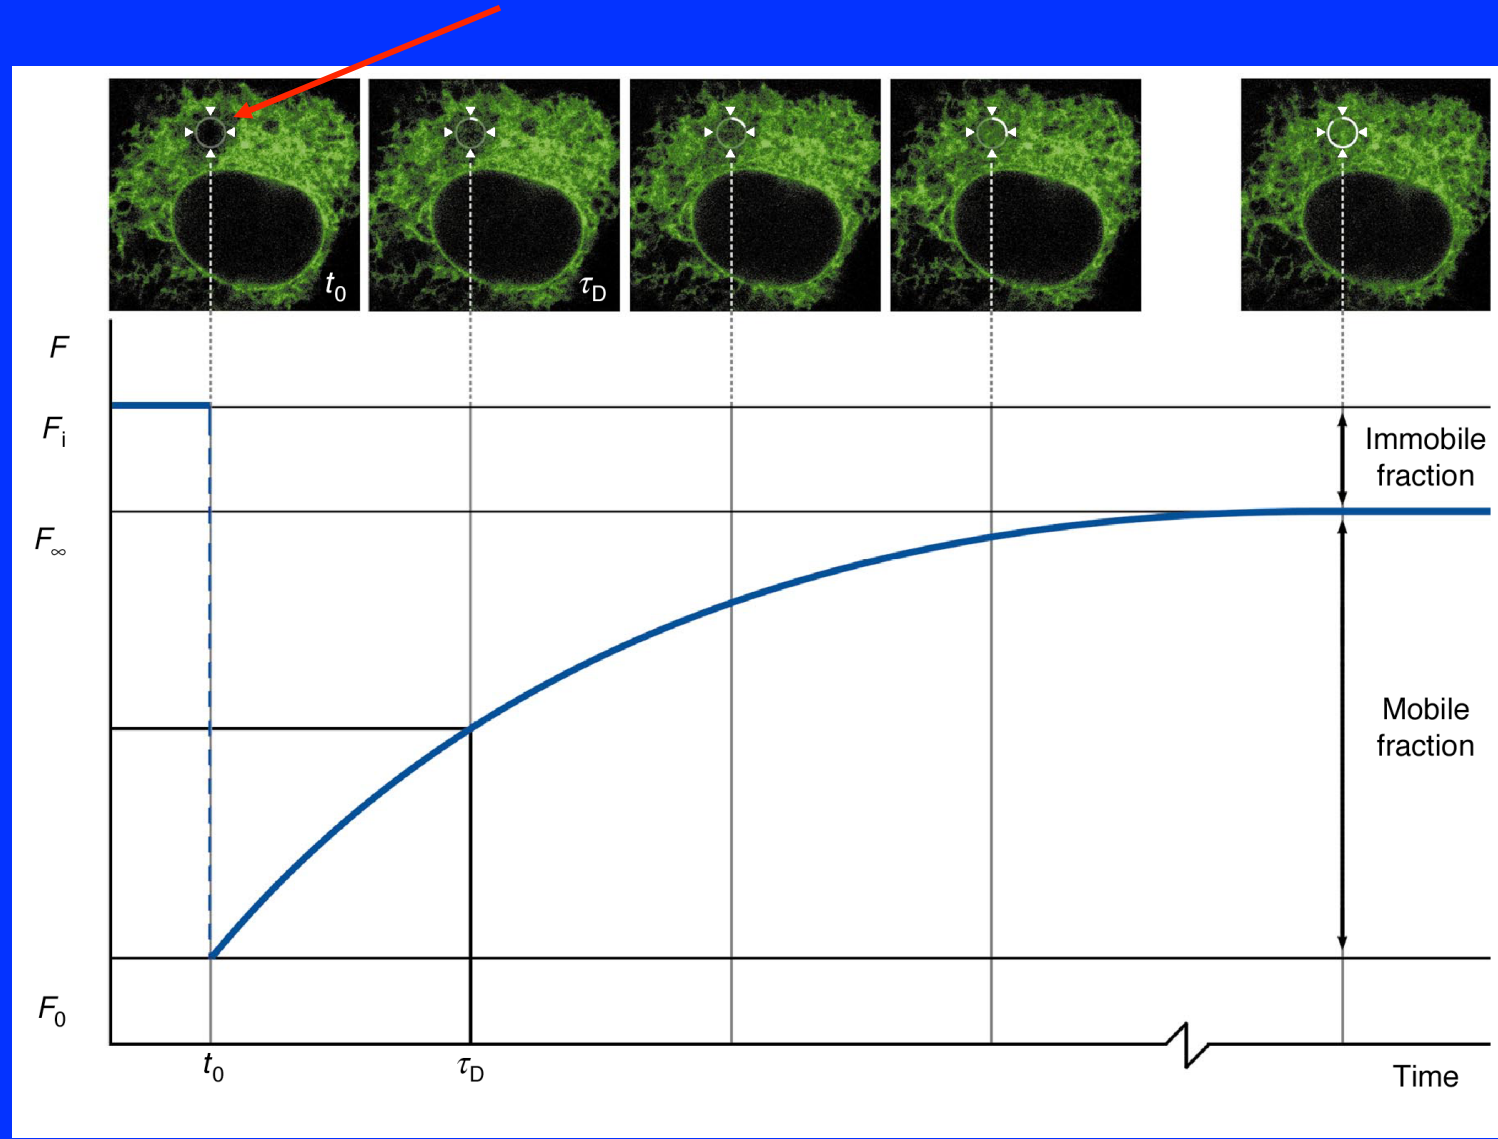 t0
τD
F
Fi
Immobile
fraction
F∞
Mobile
fraction
F0
t0
τD
Time